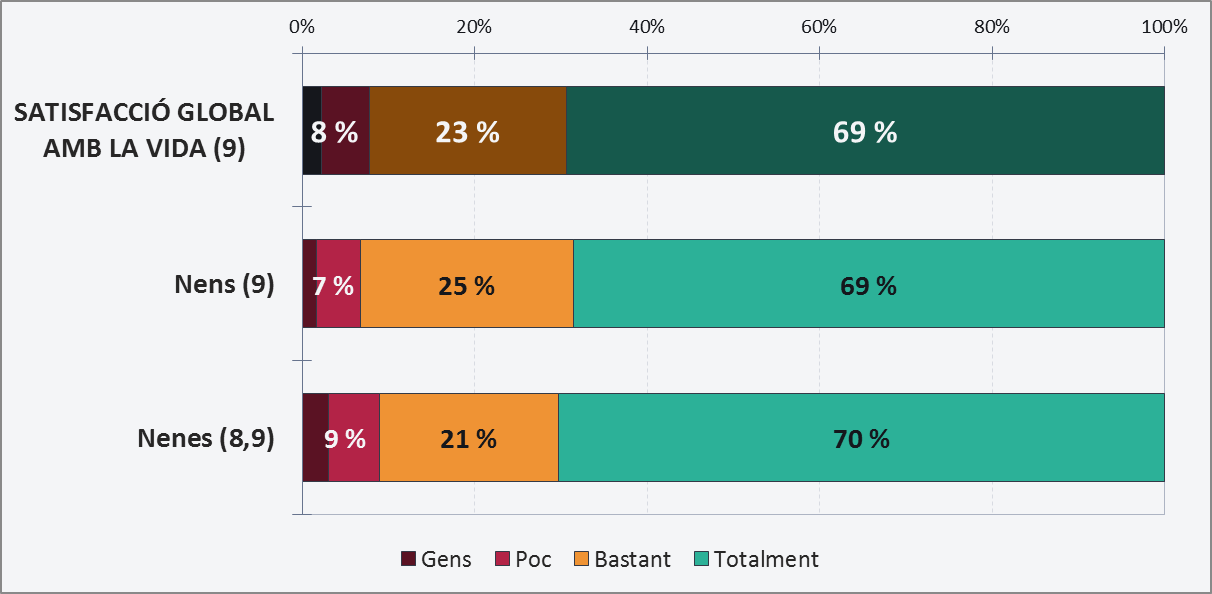 0% 20% 40% 60% 80% 100%
SATISFACCIÓ GLOBAL
AMB LA VIDA (9)
8 % 23 % 69 %
Nens (9)
7 % 25 % 69 %
Nenes (8,9)
9 % 21 % 70 %
Gens Poc Bastant Totalment